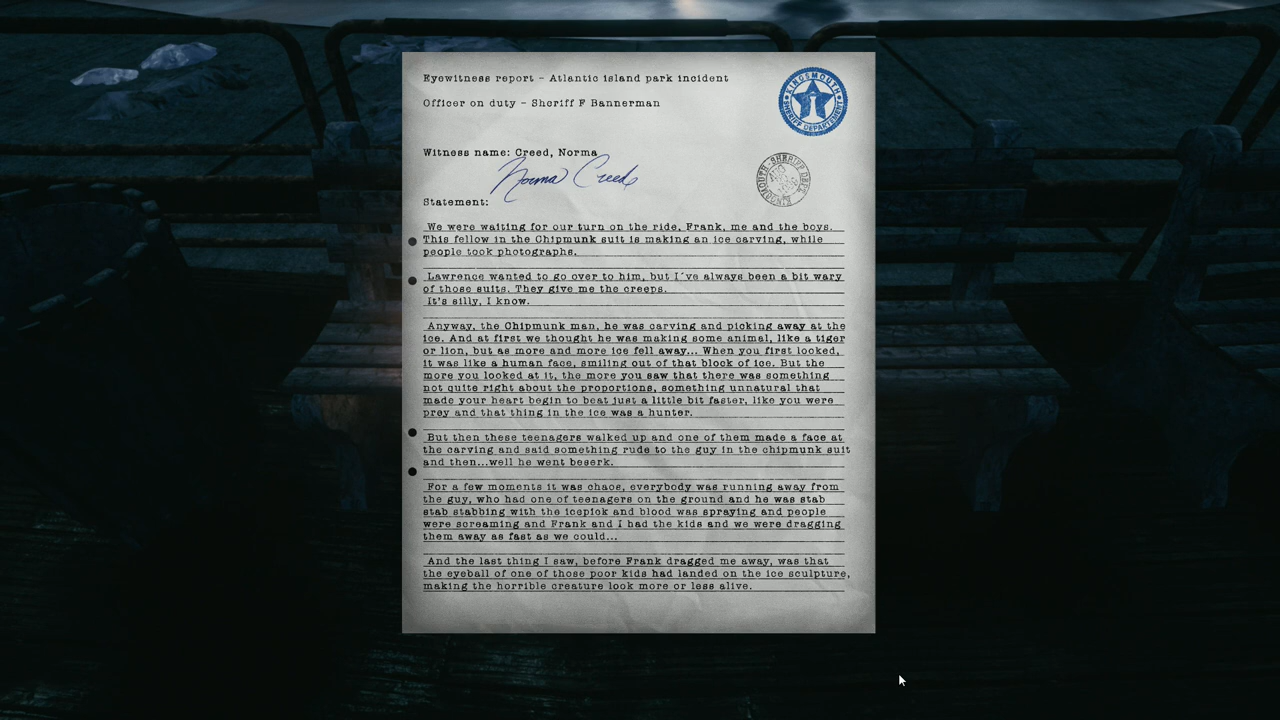 Eyewitness report - Atlantic island park incident
KINGSMOUTH
SHERIFF DEPARTEMENT
Officer on duty - Sheriff F Bannerman
Witness name: Creed, Norma
Norma Creed
Statement:
We were waiting for our turn on the ride, Frank, me and the boys.
This fellow in the Chipmunk suit is making an ice carving, while
people took photographs.
Lawrence wanted to go over to him, but I´ve always been a bit wary
of those suits. They give me the creeps.
It's silly, I know.
Anyway, the Chipmunk man, he was carving and picking away at the
ice. And at first we thought he was making some animal, like a tiger
or lion, but as more and more ice fell away... When you first looked,
it was like a human face, smiling out of that block of ice. But the
more you looked at it, the more you saw that there was something
not quite right about the proportions, something unnatural that
made your heart begin to beat just a little bit faster, like you were
prey and that thing in the ice was a hunter.
But then these teenagers walked up and one of them made a face at
the carving and said something rude to the guy in the chipmunk suit
and then...well he went beserk.
For a few moments it was chaos, everybody was running away from
the guy, who had one of teenagers on the ground and he was stab
stab stabbing with the icepick and blood was spraying and people
were screaming and Frank and I had the kids and we were dragging
them away as fast as we could...
And the last thing I saw, before Frank dragged me away, was that
the eyeball of one of those poor kids had landed on the ice sculpture,
making the horrible creature look more or less alive.